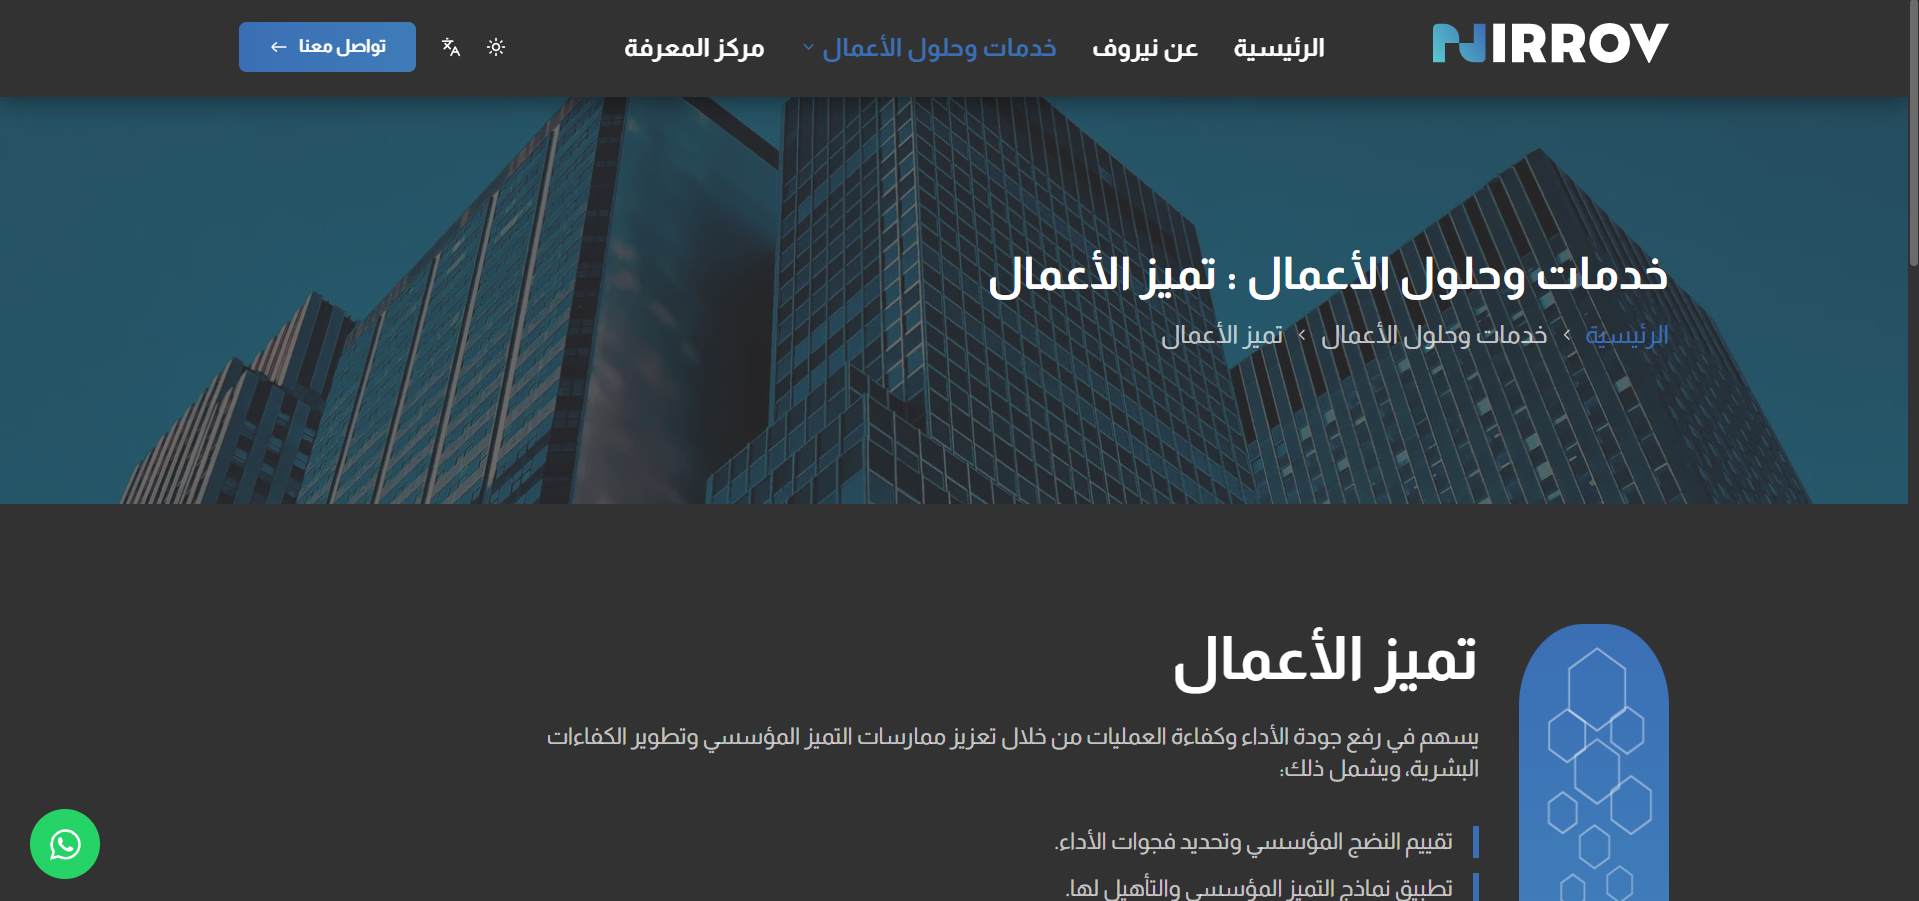 NIRROV
الرئيسية
عن نيروف
خدمات وحلول الأعمال
مركز المعرفة
تواصل معنا
خدمات وحلول الأعمال : تميز الأعمال
الرئيسية › خدمات وحلول الأعمال › تميز الأعمال
تميز الأعمال
يسهم في رفع جودة الأداء وكفاءة العمليات من خلال تعزيز ممارسات التميز المؤسسي وتطوير الكفاءات
البشرية، ويشمل ذلك:
تقييم النضج المؤسسي وتحديد فجوات الأداء.
تطبيق نماذج التميز المؤسسي والتأهيل لها.